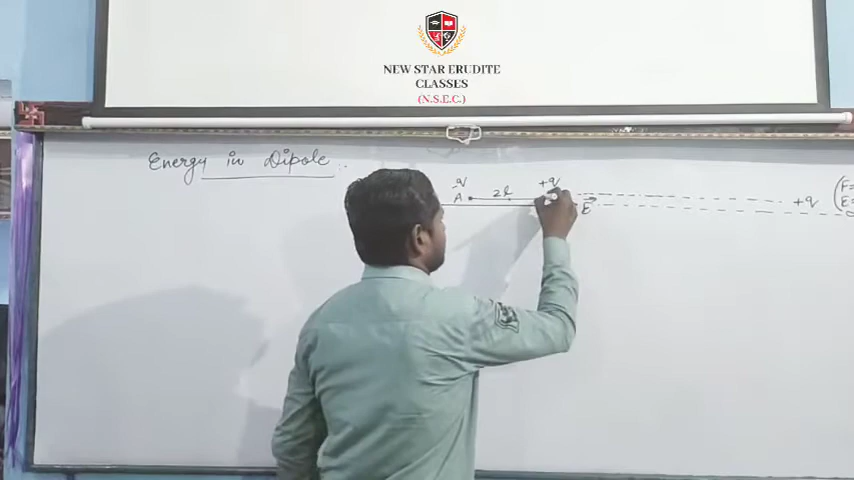 NEW STAR ERUDITE
CLASSES
(N.S.E.C)
Energy in Dipole
-q +q
A 2l
E
+q
(F=
E=